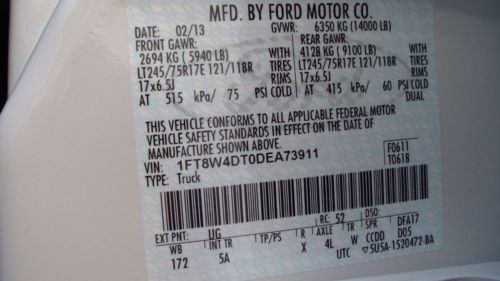 MFD. BY FORD MOTOR CO.
DATE: 02/13 GVWR: 6350 KG (14000 LB)
FRONT GAWR: REAR GAWR:
2694 KG ( 5940 LB) WITH 4128 KG ( 9100 LB) WITH
LT245/75R17E 121/118R TIRES LT245/75R17E 121/118R TIRES
17x6.5J RIMS 17x6.5J RIMS
AT 515 kPa/ 75 PSI COLD AT 415 kPa/ 60 PSI COLD
DUAL
THIS VEHICLE CONFORMS TO ALL APPLICABLE FEDERAL MOTOR
VEHICLE SAFETY STANDARDS IN EFFECT ON THE DATE OF
MANUFACTURE SHOWN ABOVE.
VIN: 1FT8W4DT0DEA73911 F0611
TYPE: Truck T0618
EXT PNT: UG RC: 52 DSO:
WB INT TR TP/PS R AXLE TR SPR DFA17
172 5A X 4L W CCDD D05
UTC 5U5A-1520472-BA